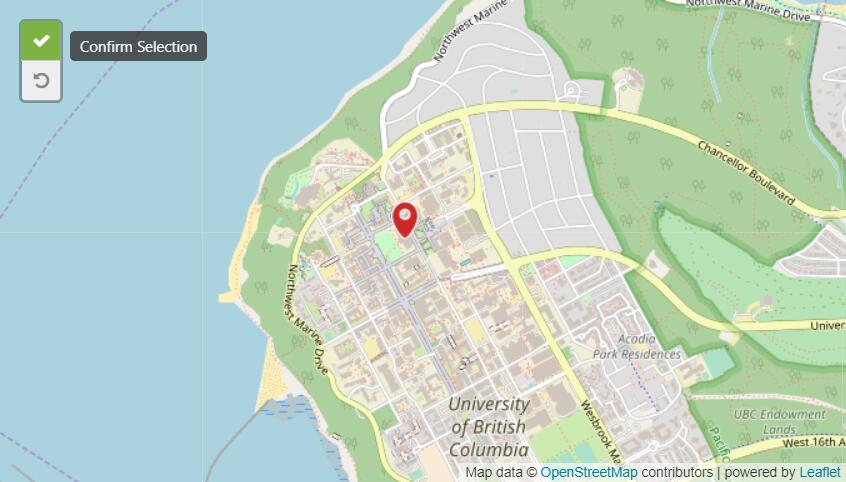 Northwest Marine Drive
Northwest Marine
Confirm Selection
Chancellor Boulevard
Northwest Marine Drive
Univer
Acadia
Park Residences
University
of British
Columbia
Wesbrook Ma
UBC Endowment
Lands
Pacific
West 16th A
Map data © OpenStreetMap contributors | powered by Leaflet